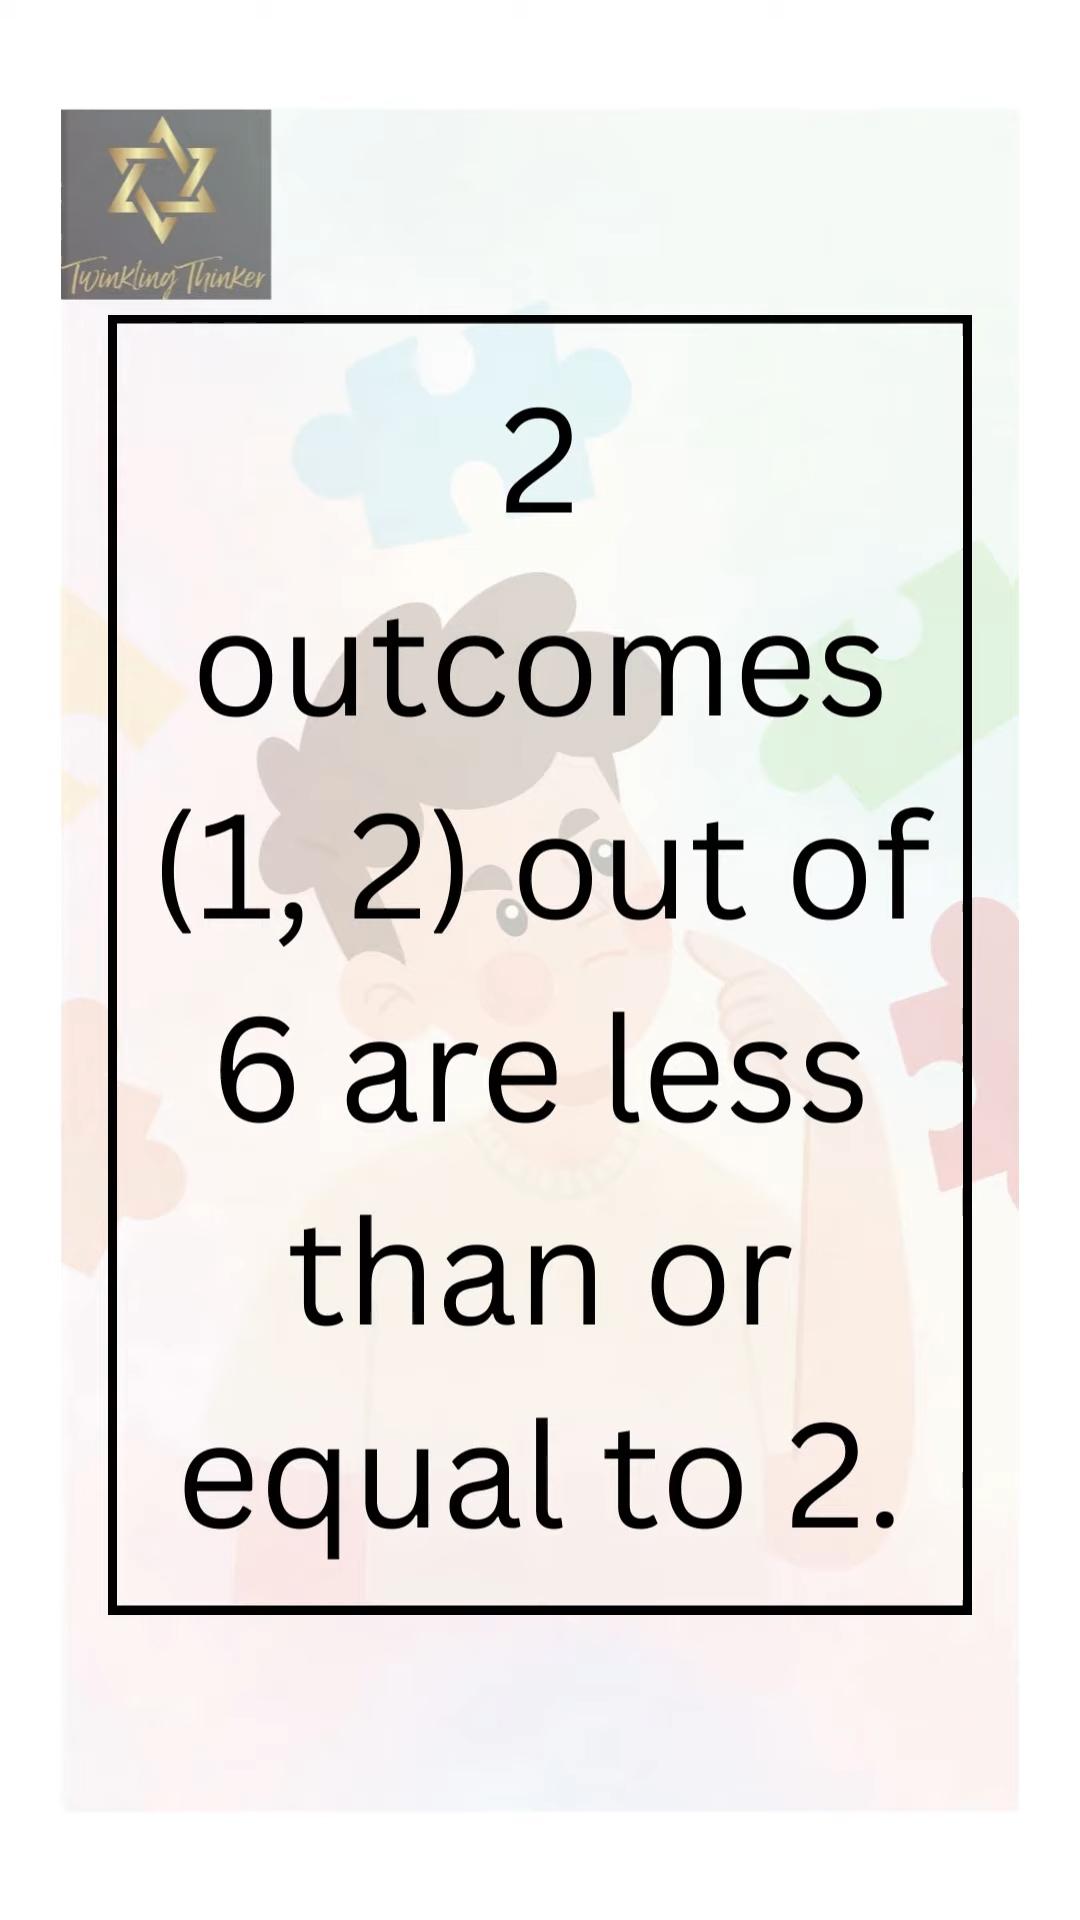 Twinkling Thinker
2
outcomes
(1, 2) out of
6 are less
than or
equal to 2.